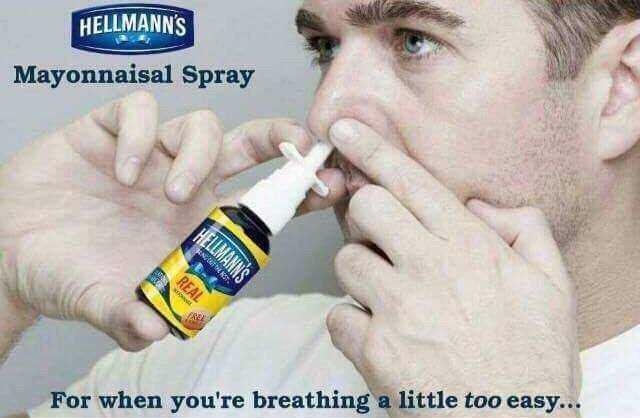 HELLMANN'S
Mayonnaisal Spray
HELLMANN'S
REAL
For when you're breathing a little too easy...